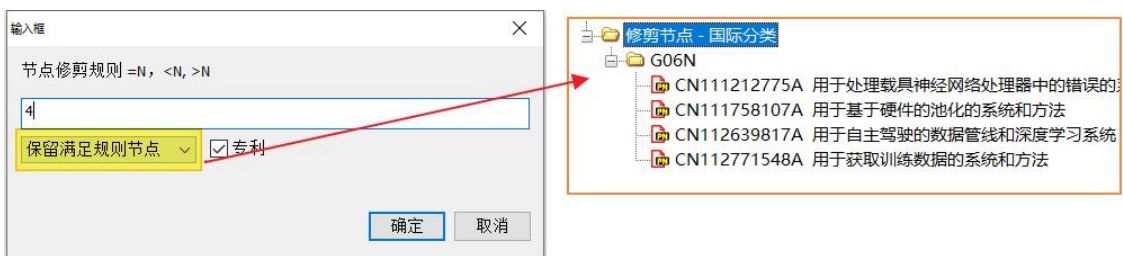 输入框
节点修剪规则 =N，<N, >N
4
保留满足规则节点
专利
确定
取消
修剪节点 - 国际分类
G06N
CN111212775A 用于处理载具神经网络处理器中的错误的
CN111758107A 用于基于硬件的池化的系统和方法
CN112639817A 用于自主驾驶的数据管线和深度学习系统
CN112771548A 用于获取训练数据的系统和方法